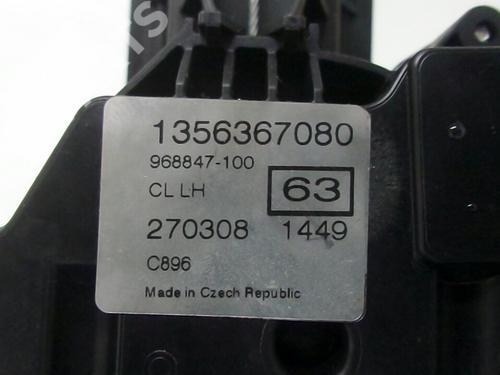 1356367080
968847-100
CL LH 63
270308 1449
C896
Made in Czech Republic